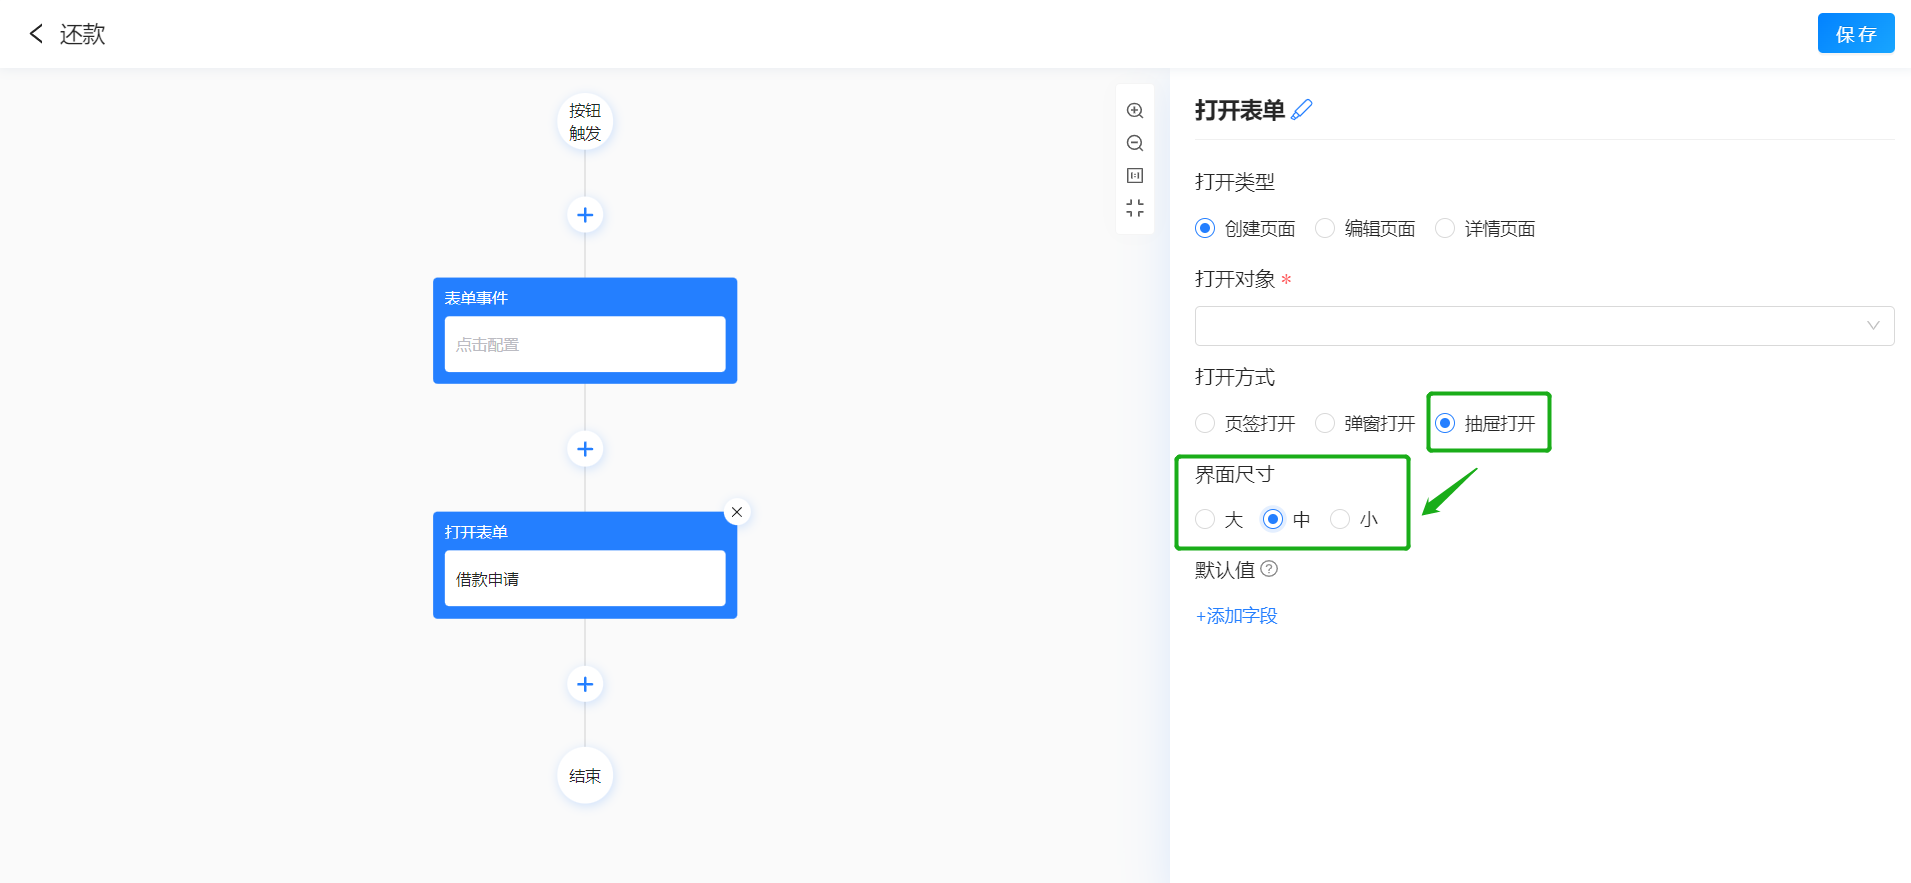 还款
保存
按钮
触发
表单事件
点击配置
打开表单
借款申请
结束
打开表单
打开类型
创建页面 编辑页面 详情页面
打开对象 *
打开方式
页签打开 弹窗打开 抽屉打开
界面尺寸
大 中 小
默认值
+添加字段